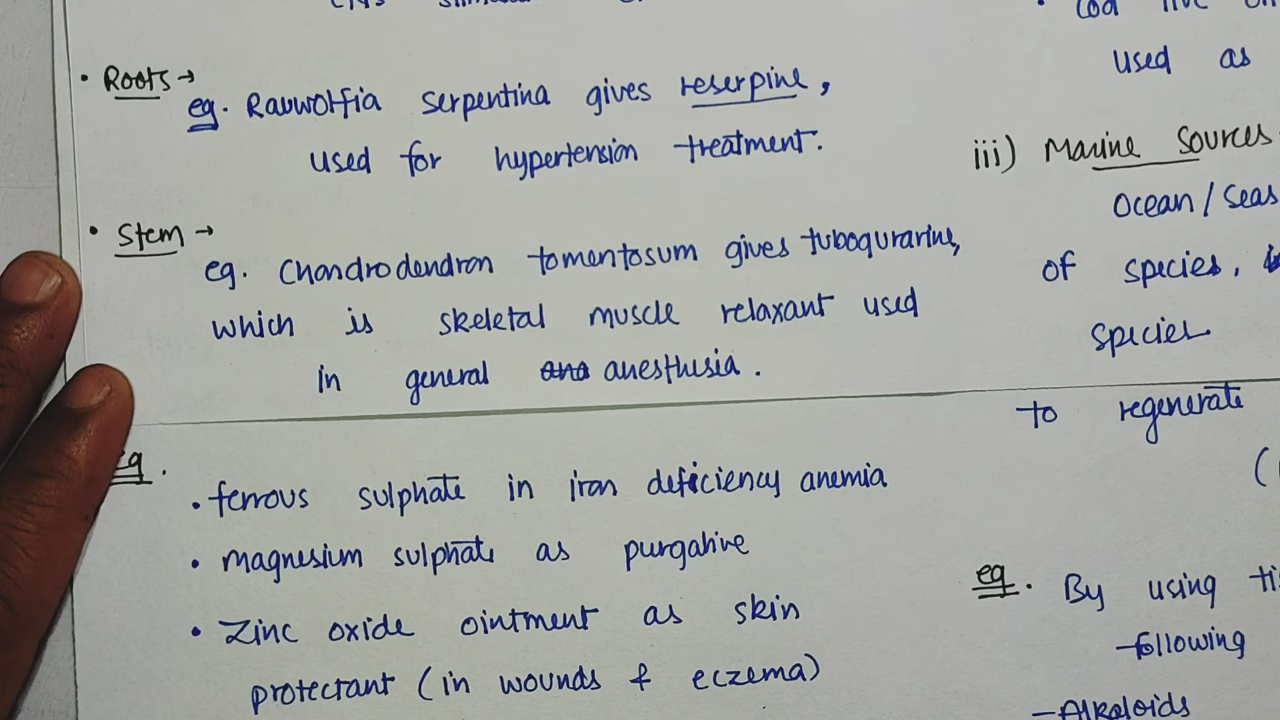 • Roots →
eg. Rauwolfia serpentina gives reserpine,
used for hypertension treatment.
• Stem →
eg. Chandrodendron tomentosum gives tuboqurarine,
which is skeletal muscle relaxant used
in general anesthesia.
eg.
• ferrous sulphate in iron deficiency anemia
• magnesium sulphate as purgative
• Zinc oxide ointment as skin
protectant (in wounds & eczema)
used as
iii) Marine Sources
Ocean/Seas
of species,
species
to regenerate
(
eg. By using
following
- Alkaloids